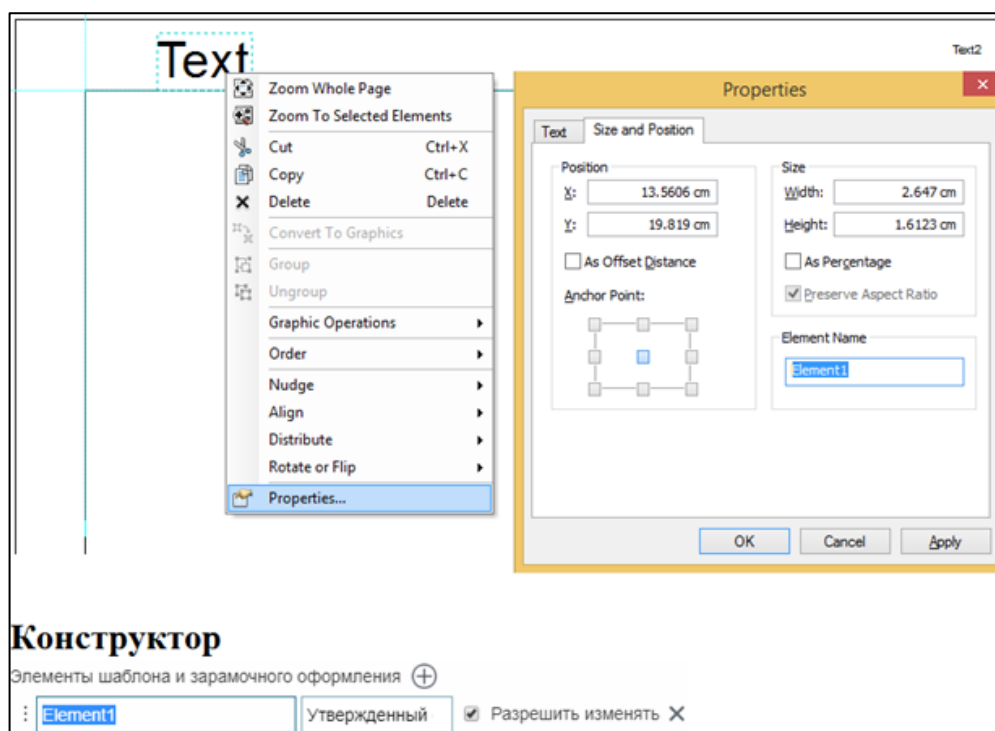 Text
Text2
Zoom Whole Page
Zoom To Selected Elements
Cut Ctrl+X
Copy Ctrl+C
Delete Delete
Convert To Graphics
Group
Ungroup
Graphic Operations
Order
Nudge
Align
Distribute
Rotate or Flip
Properties...
Properties
Text Size and Position
Position
X: 13.5606 cm
Y: 19.819 cm
As Offset Distance
Anchor Point:
Size
Width: 2.647 cm
Height: 1.6123 cm
As Percentage
Preserve Aspect Ratio
Element Name
Element1
OK Cancel Apply
Конструктор
Элементы шаблона и зарамочного оформления
Element1 Утвержденный Разрешить изменять